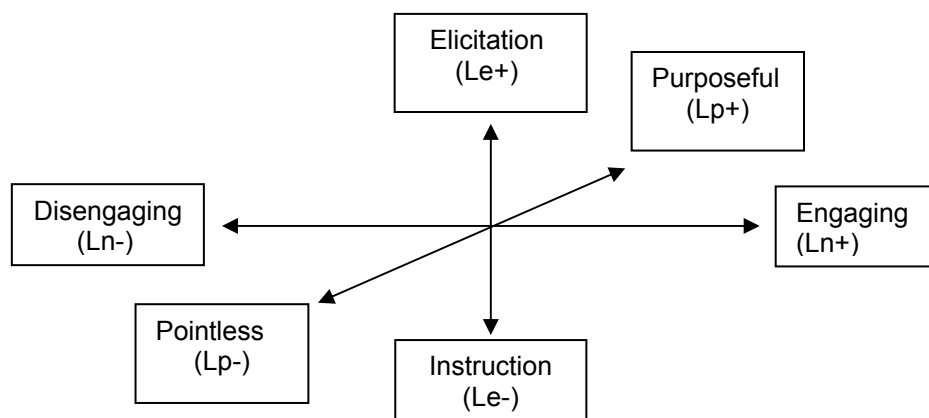 Elicitation
(Le+)
Purposeful
(Lp+)
Disengaging
(Ln-)
Engaging
(Ln+)
Pointless
(Lp-)
Instruction
(Le-)